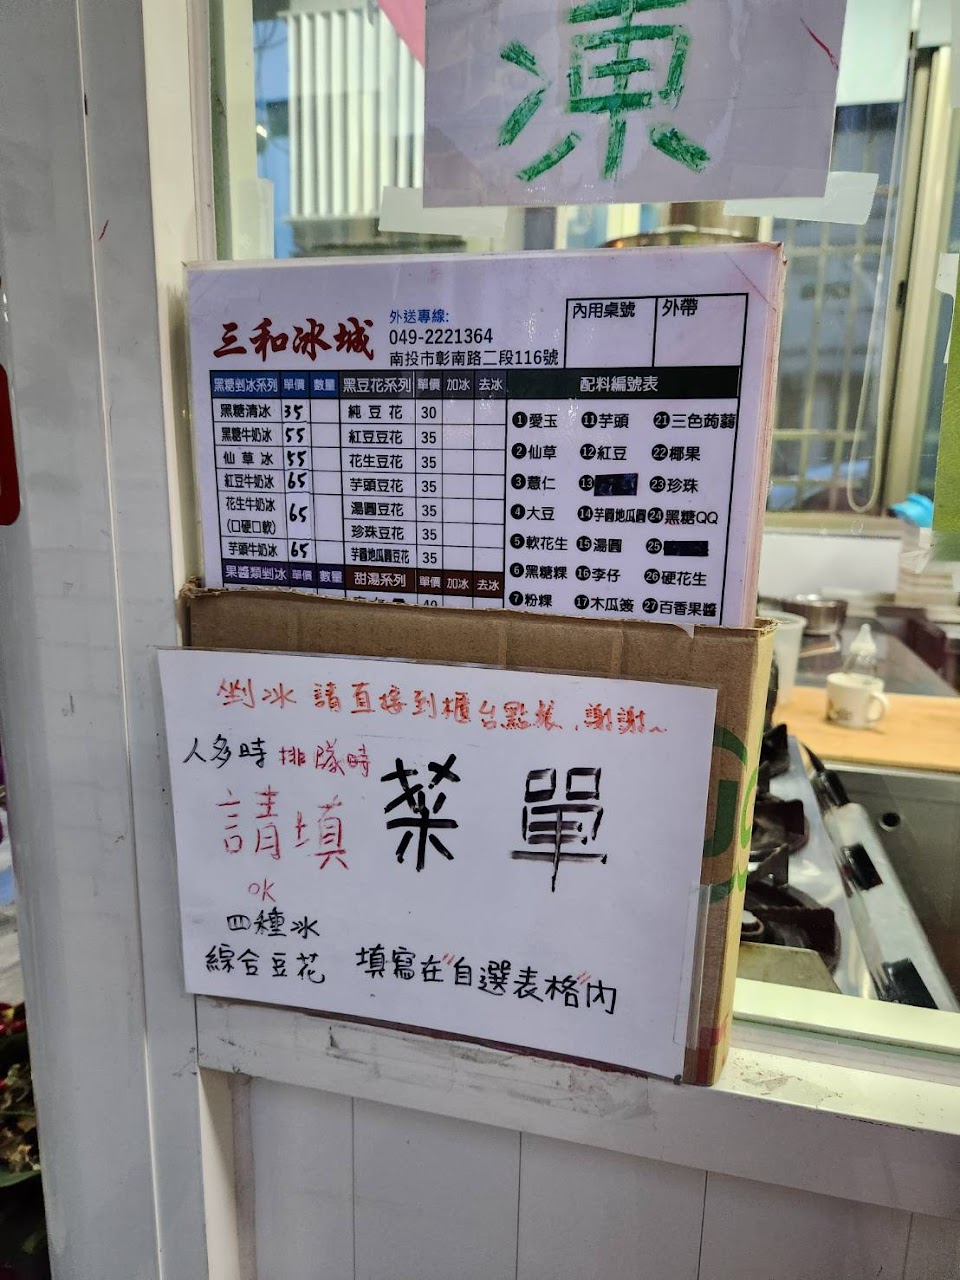 凍
三和冰城
外送專線:
049-2221364
南投市彰南路二段116號
內用桌號
外帶
黑糖剉冰系列 單價 數量
黑糖清冰 35
黑糖牛奶冰 55
仙草冰 55
紅豆牛奶冰 65
花生牛奶冰
(口硬口軟) 65
芋頭牛奶冰 65
果醬類剉冰 單價 數量
黑豆花系列 單價 加冰 去冰
純豆花 30
紅豆豆花 35
花生豆花 35
芋頭豆花 35
湯圓豆花 35
珍珠豆花 35
芋圓地瓜圓豆花 35
甜湯系列 單價 加冰 去冰
配料編號表
1愛玉 11芋頭 21三色蒟蒻
2仙草 12紅豆 22椰果
3薏仁 13 23珍珠
4大豆 14芋圓地瓜圓 24黑糖QQ
5軟花生 15湯圓 25
6黑糖粿 16李仔 26硬花生
7粉粿 17木瓜簽 27百香果醬
剉冰 請直接到櫃台點餐,謝謝~
人多時 排隊時
請填 菜單
OK
四種冰
綜合豆花 填寫在"自選表格"內